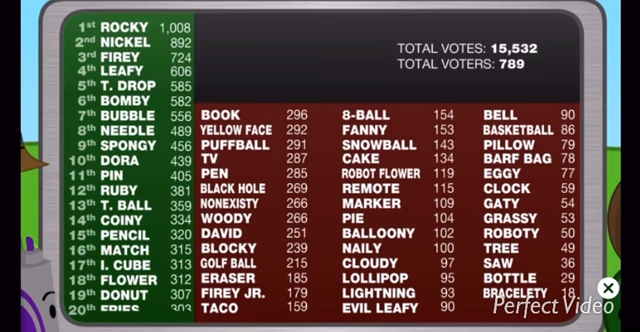 1st ROCKY 1,008
2nd NICKEL 892
3rd FIREY 724
4th LEAFY 606
5th T. DROP 585
6th BOMBY 582
7th BUBBLE 556
8th NEEDLE 489
9th SPONGY 456
10th DORA 439
11th PIN 405
12th RUBY 381
13th T. BALL 359
14th COINY 334
15th PENCIL 320
16th MATCH 315
17th I. CUBE 313
18th FLOWER 312
19th DONUT 307
20th FRIES 303
TOTAL VOTES: 15,532
TOTAL VOTERS: 789
BOOK 296
YELLOW FACE 292
PUFFBALL 291
TV 287
PEN 285
BLACK HOLE 269
NONEXISTY 266
WOODY 266
DAVID 251
BLOCKY 239
GOLF BALL 215
ERASER 185
FIREY JR. 179
TACO 159
8-BALL 154
FANNY 153
SNOWBALL 143
CAKE 134
ROBOT FLOWER 119
REMOTE 115
MARKER 109
PIE 104
BALLOONY 102
NAILY 100
CLOUDY 97
LOLLIPOP 95
LIGHTNING 93
EVIL LEAFY 90
BELL 90
BASKETBALL 86
PILLOW 79
BARF BAG 78
EGGY 77
CLOCK 59
GATY 54
GRASSY 53
ROBOTY 50
TREE 49
SAW 36
BOTTLE 29
BRACELETY 18
Perfect Video